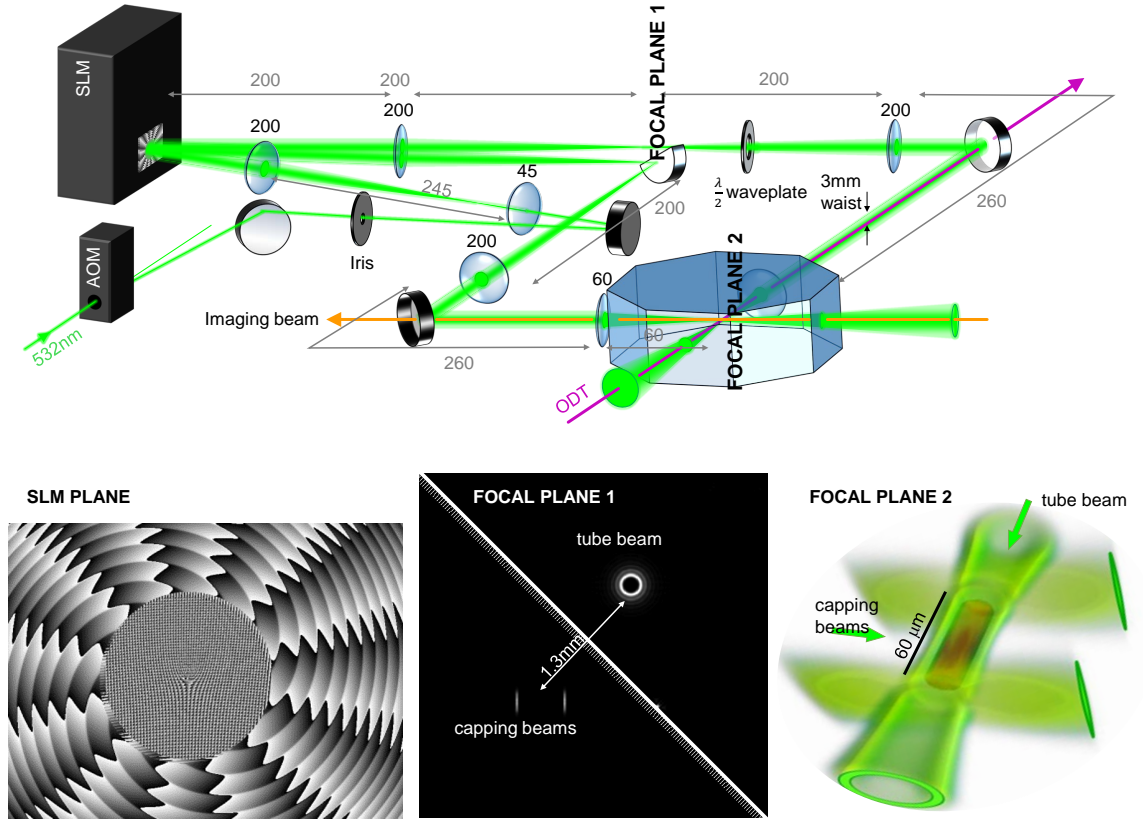 SLM
AOM
532nm
200
200
FOCAL PLANE 1
200
200
200
200
45
245
Iris
200
200
λ/2 waveplate
3mm
waist
260
Imaging beam
260
60
60
FOCAL PLANE 2
ODT
SLM PLANE
FOCAL PLANE 1
tube beam
1.3mm
capping beams
FOCAL PLANE 2
tube beam
capping
beams
60 μm